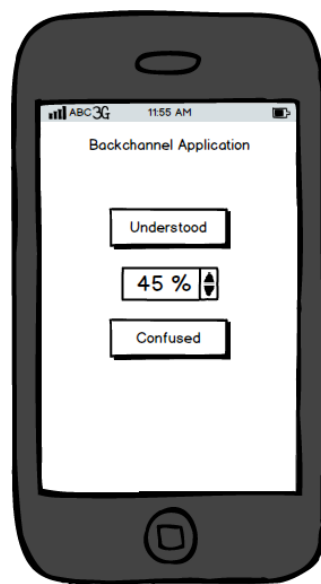 ABC 3G 11:55 AM
Backchannel Application
Understood
45 %
Confused